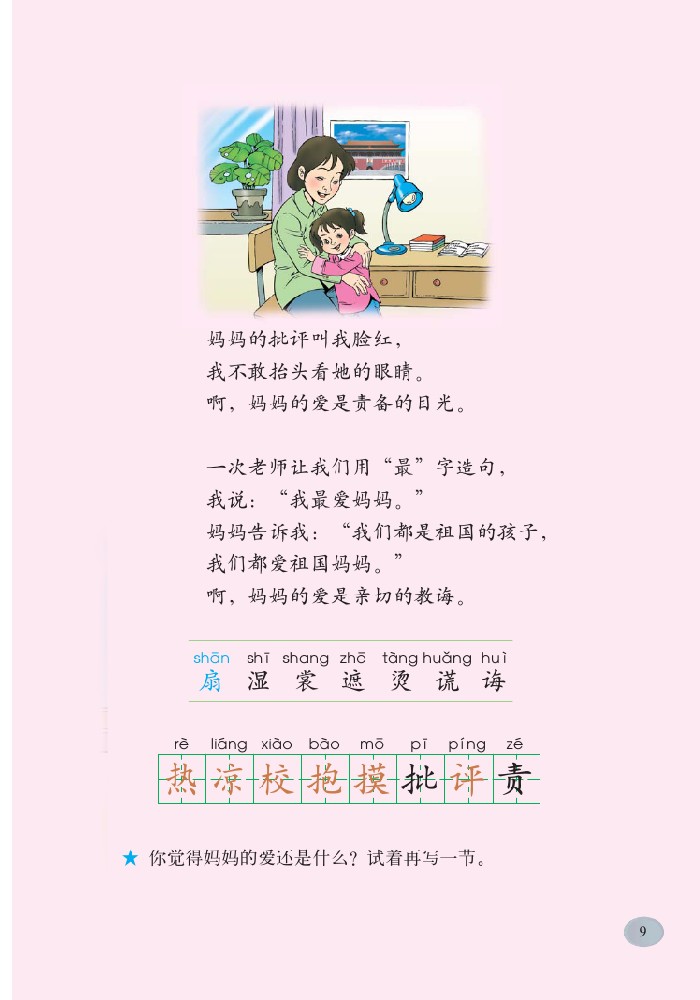 妈妈的批评叫我脸红，
我不敢抬头看她的眼睛。
啊，妈妈的爱是责备的日光。
一次老师让我们用“最”字造句，
我说：“我最爱妈妈。”
妈妈告诉我：“我们都是祖国的孩子，
我们都爱祖国妈妈。”
啊，妈妈的爱是亲切的教诲。
shān shī shang zhē tàng huǎng huì
扇 湿 裳 遮 烫 谎 诲
rè liáng xiào bào mō pī píng zé
热 凉 校 抱 摸 批 评 责
★ 你觉得妈妈的爱还是什么？试着再写一节。
9